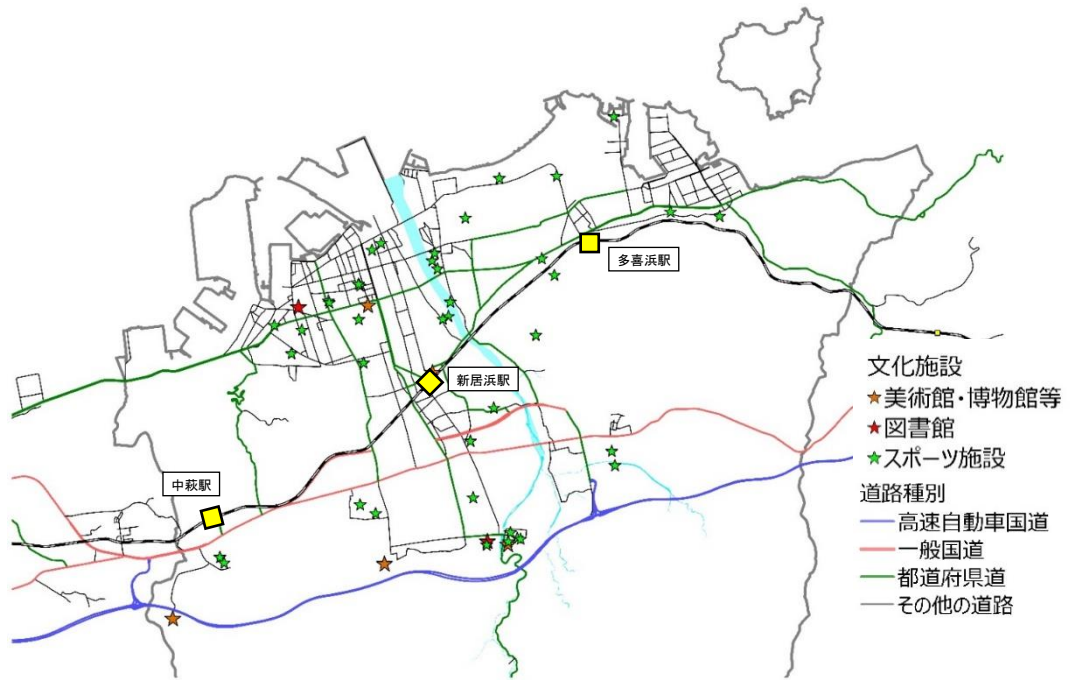 多喜浜駅
新居浜駅
中萩駅
文化施設
美術館・博物館等
図書館
スポーツ施設
道路種別
高速自動車国道
一般国道
都道府県道
その他の道路